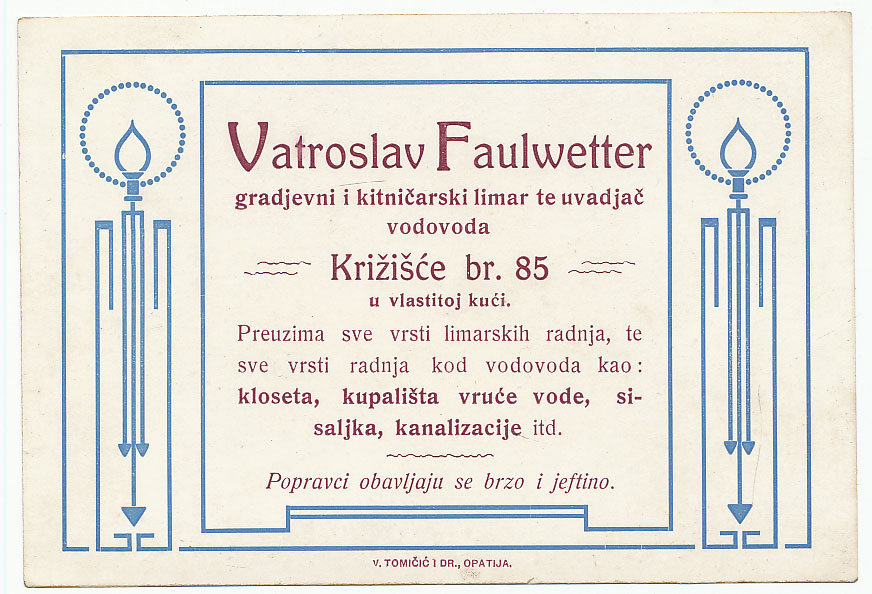 Vatroslav Faulwetter
gradjevni i kitničarski limar te uvadjač
vodovoda
Križišće br. 85
u vlastitoj kući.
Preuzima sve vrsti limarskih radnja, te
sve vrsti radnja kod vodovoda kao:
kloseta, kupališta vruće vode, si-
saljka, kanalizacije itd.
Popravci obavljaju se brzo i jeftino.
V. TOMIČIĆ I DR., OPATIJA.